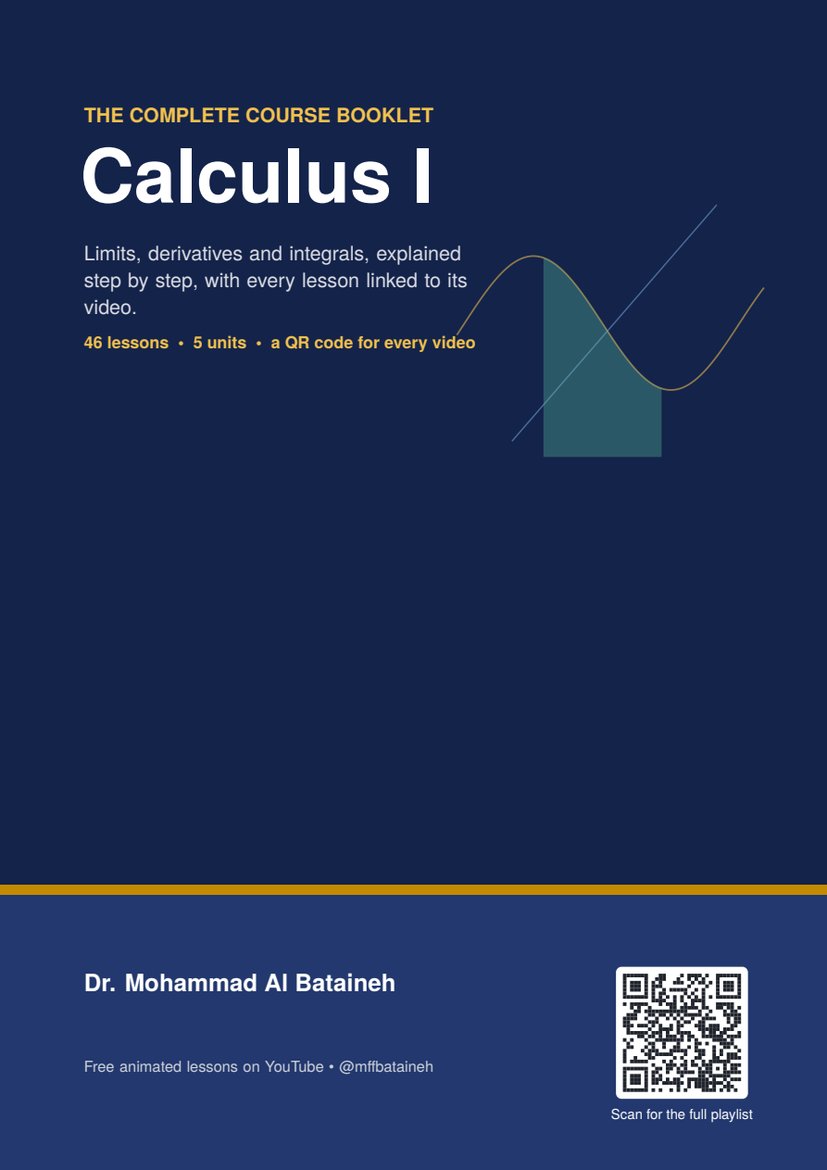 THE COMPLETE COURSE BOOKLET
Calculus I
Limits, derivatives and integrals, explained
step by step, with every lesson linked to its
video.
46 lessons • 5 units • a QR code for every video
Dr. Mohammad Al Bataineh
Free animated lessons on YouTube • @mffbataineh
Scan for the full playlist